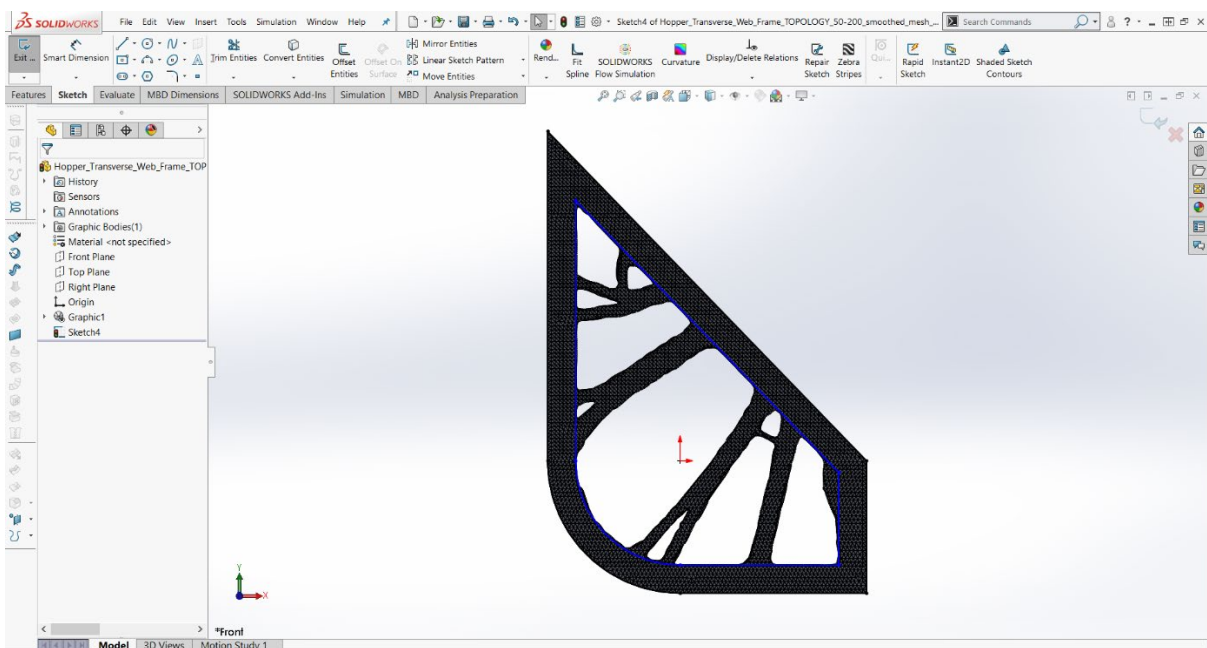 SOLIDWORKS File Edit View Insert Tools Simulation Window Help Sketch4 of Hopper_Transverse_Web_Frame_TOPOLOGY_50-200_smoothed_mesh_... Search Commands ?
Exit ... Smart Dimension Trim Entities Convert Entities Offset Entities Offset On Surface Mirror Entities Linear Sketch Pattern Move Entities Rend... Fit Spline SOLIDWORKS Flow Simulation Curvature Display/Delete Relations Repair Sketch Zebra Stripes Qui... Rapid Sketch Instant2D Shaded Sketch Contours
Features Sketch Evaluate MBD Dimensions SOLIDWORKS Add-Ins Simulation MBD Analysis Preparation
Hopper_Transverse_Web_Frame_TOP
History
Sensors
Annotations
Graphic Bodies(1)
Material <not specified>
Front Plane
Top Plane
Right Plane
Origin
Graphic1
Sketch4
Y
X
*Front
Model 3D Views Motion Study 1